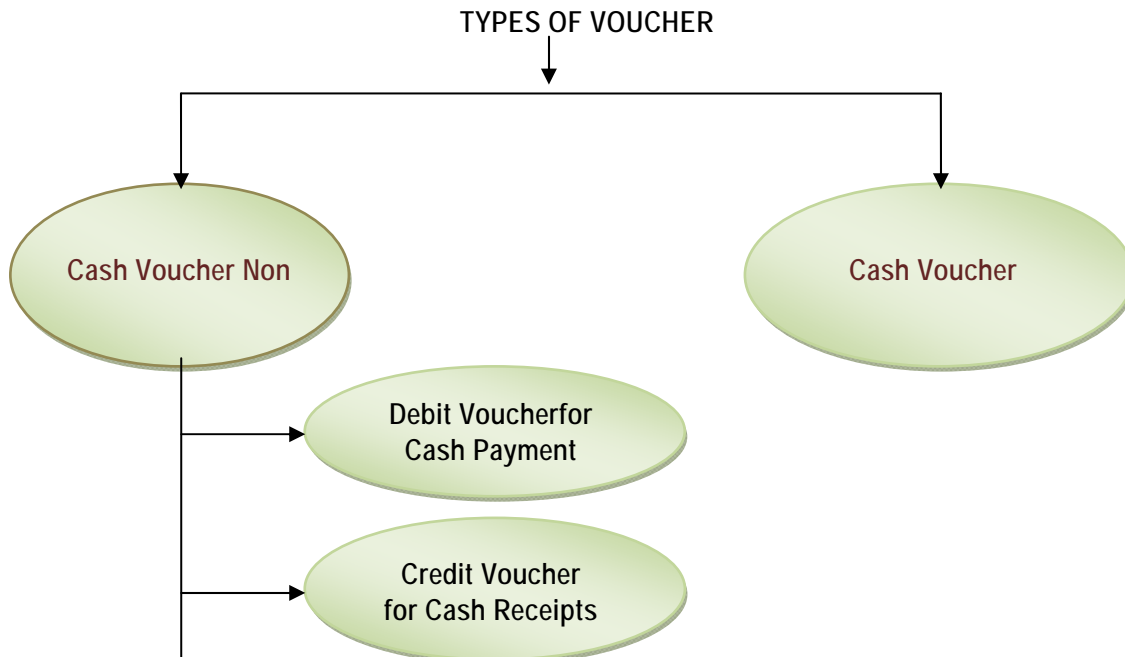 TYPES OF VOUCHER
Cash Voucher Non
Cash Voucher
Debit Voucherfor
Cash Payment
Credit Voucher
for Cash Receipts